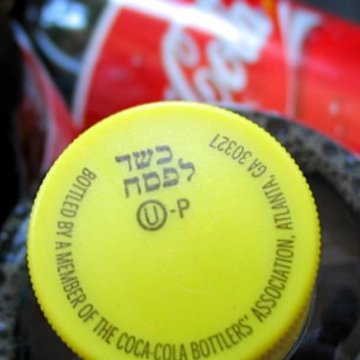 כשר
לפסח
Ⓤ-P
BOTTLED BY A MEMBER OF THE COCA-COLA BOTTLERS' ASSOCIATION, ATLANTA, GA 30327